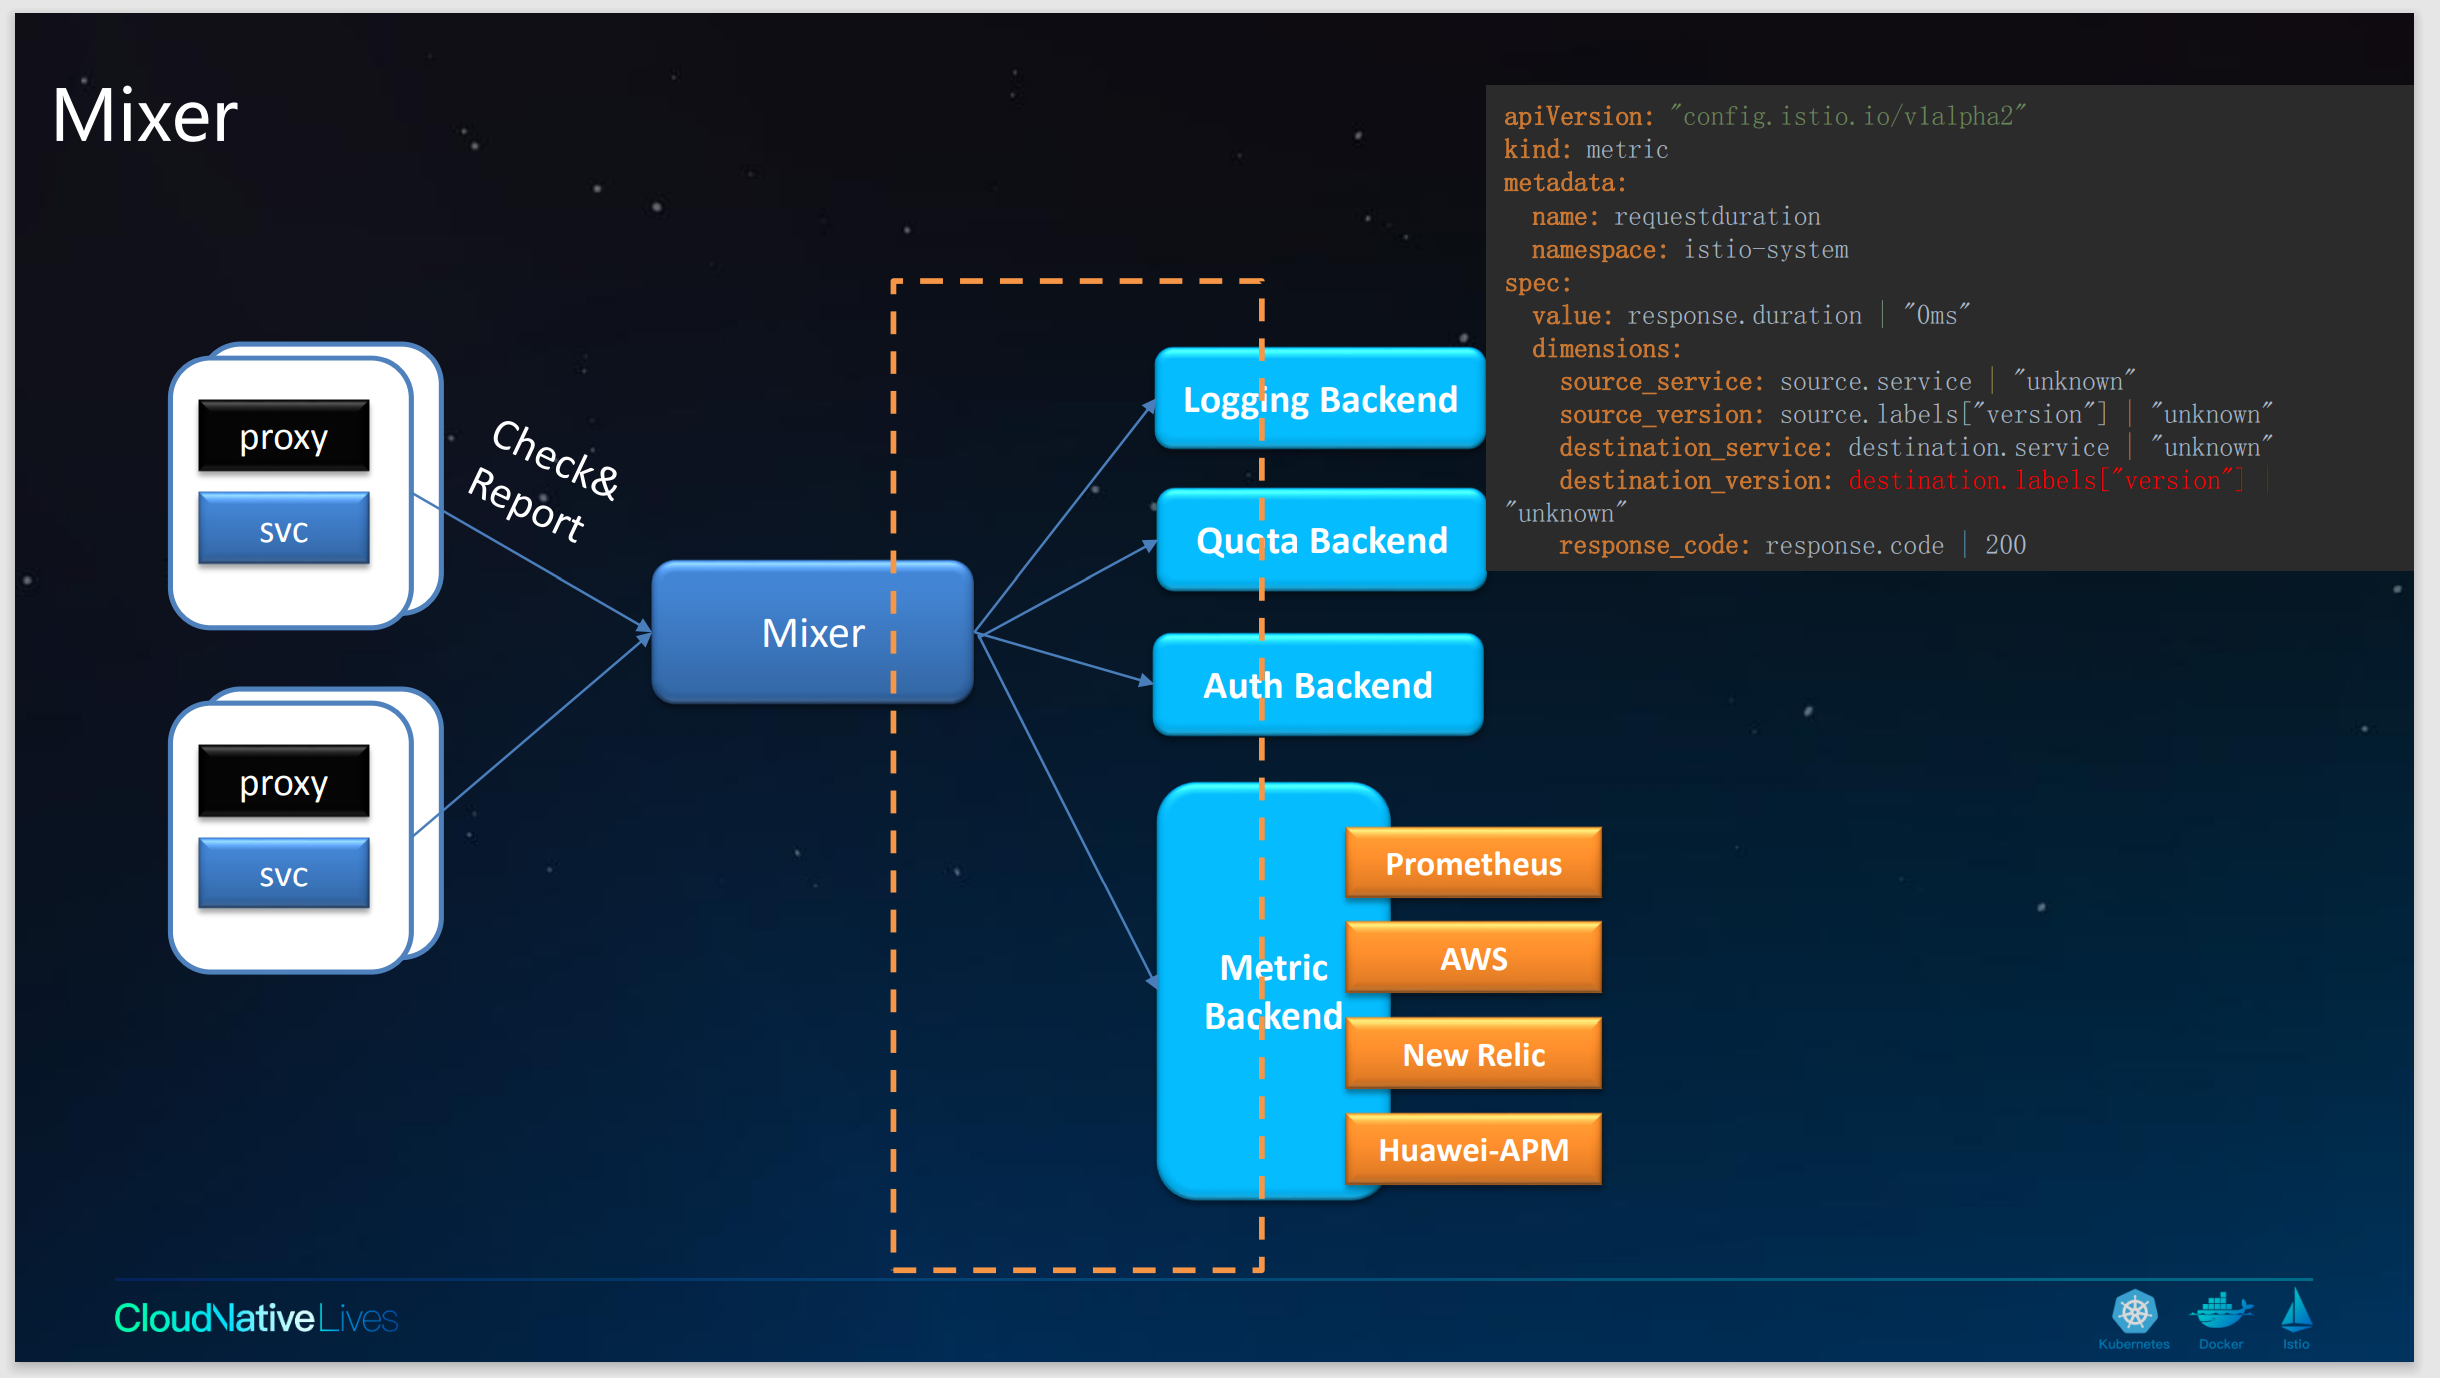 Mixer
apiVersion: "config.istio.io/v1alpha2"
kind: metric
metadata:
  name: requestduration
  namespace: istio-system
spec:
  value: response.duration | "0ms"
  dimensions:
    source_service: source.service | "unknown"
    source_version: source.labels["version"] | "unknown"
    destination_service: destination.service | "unknown"
    destination_version: destination.labels["version"] |
"unknown"
    response_code: response.code | 200
proxy
svc
Check&
Report
proxy
svc
Mixer
Logging Backend
Quota Backend
Auth Backend
Metric
Backend
Prometheus
AWS
New Relic
Huawei-APM
CloudNativeLives
Kubernetes
Docker
Istio